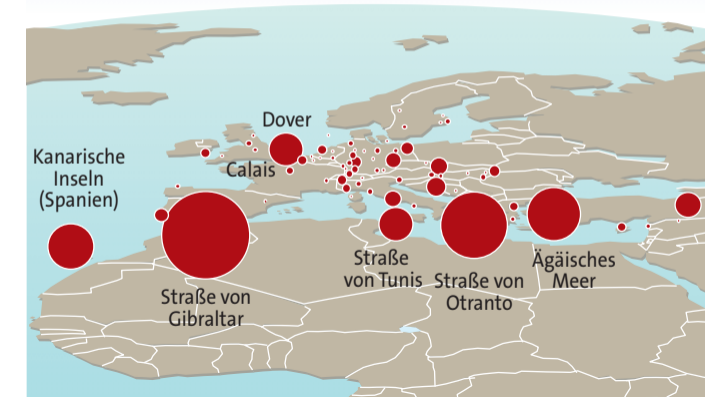 Dover
Calais
Kanarische
Inseln
(Spanien)
Straße von
Gibraltar
Straße
von Tunis
Straße von
Otranto
Ägäisches
Meer